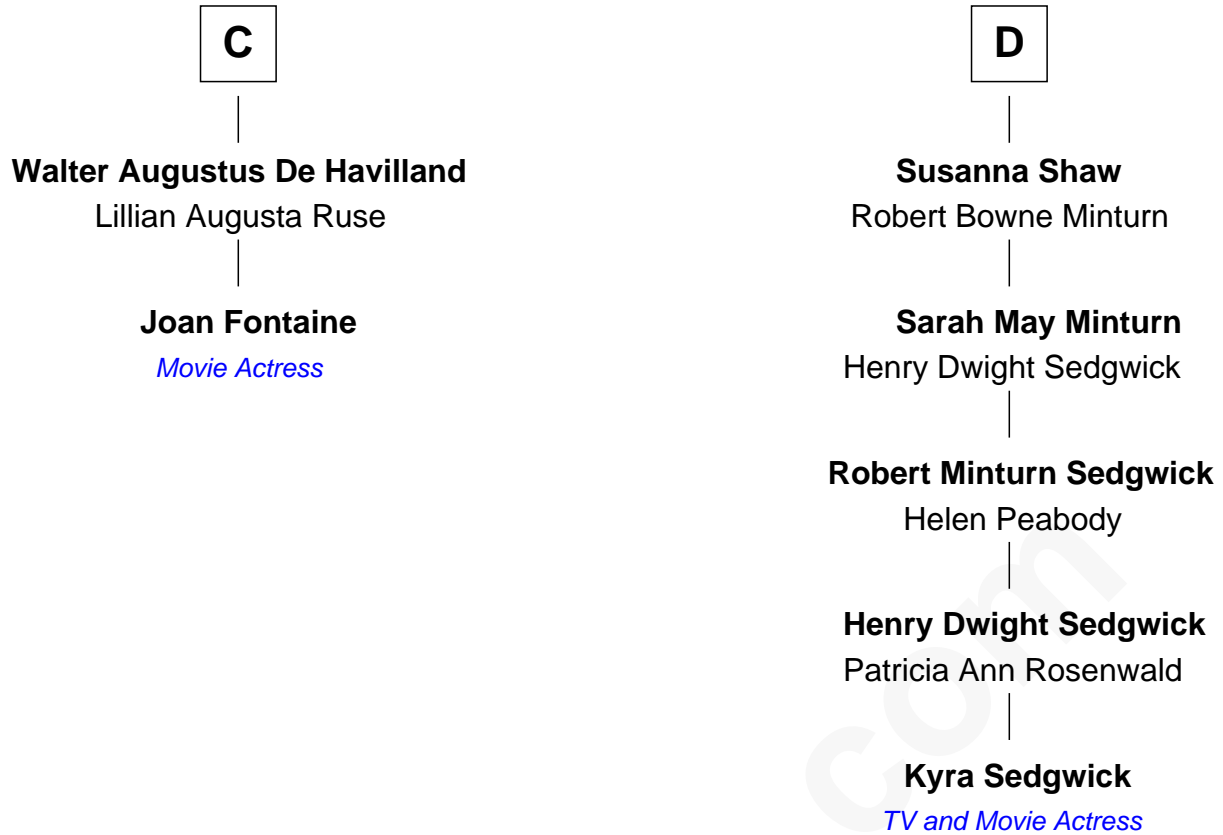 C
Walter Augustus De Havilland
Lillian Augusta Ruse
Joan Fontaine
Movie Actress
D
Susanna Shaw
Robert Bowne Minturn
Sarah May Minturn
Henry Dwight Sedgwick
Robert Minturn Sedgwick
Helen Peabody
Henry Dwight Sedgwick
Patricia Ann Rosenwald
Kyra Sedgwick
TV and Movie Actress
com